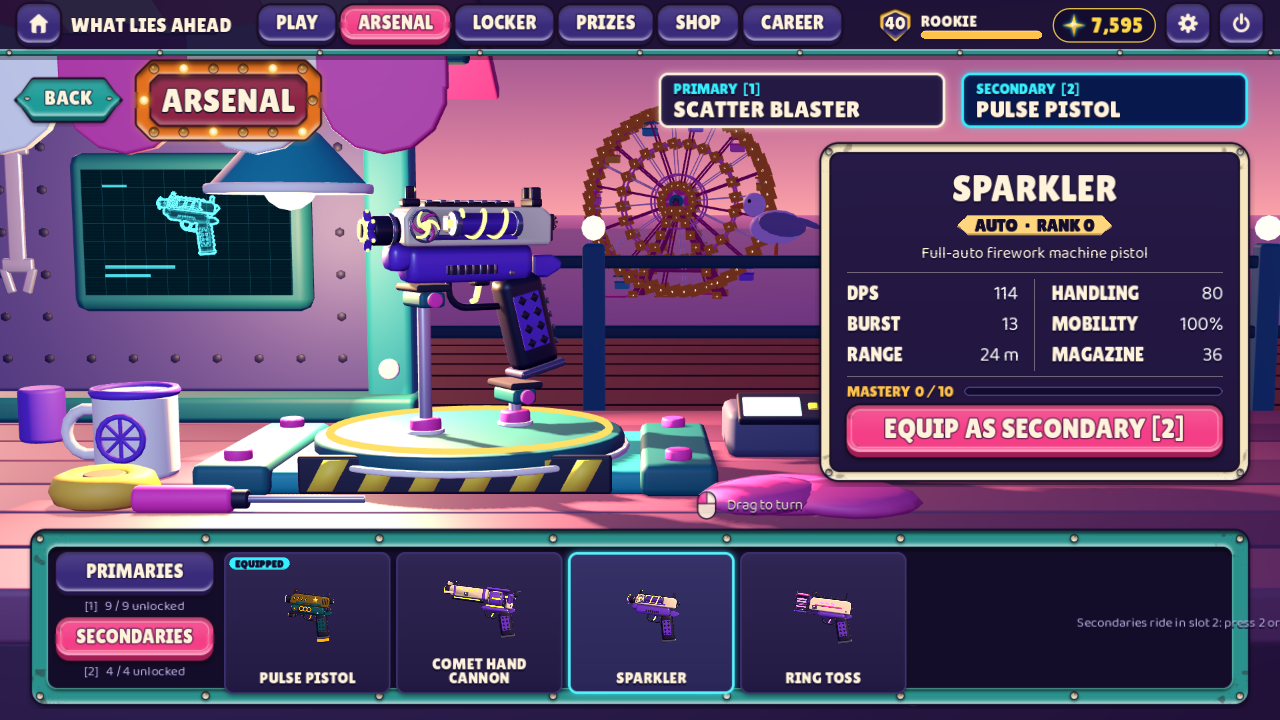 WHAT LIES AHEAD
PLAY
ARSENAL
LOCKER
PRIZES
SHOP
CAREER
40
ROOKIE
7,595
BACK
ARSENAL
PRIMARY [1]
SCATTER BLASTER
SECONDARY [2]
PULSE PISTOL
SPARKLER
AUTO · RANK 0
Full-auto firework machine pistol
DPS 114
HANDLING 80
BURST 13
MOBILITY 100%
RANGE 24 m
MAGAZINE 36
MASTERY 0 / 10
EQUIP AS SECONDARY [2]
Drag to turn
PRIMARIES
[1] 9 / 9 unlocked
SECONDARIES
[2] 4 / 4 unlocked
EQUIPPED
PULSE PISTOL
COMET HAND
CANNON
SPARKLER
RING TOSS
Secondaries ride in slot 2: press 2 or